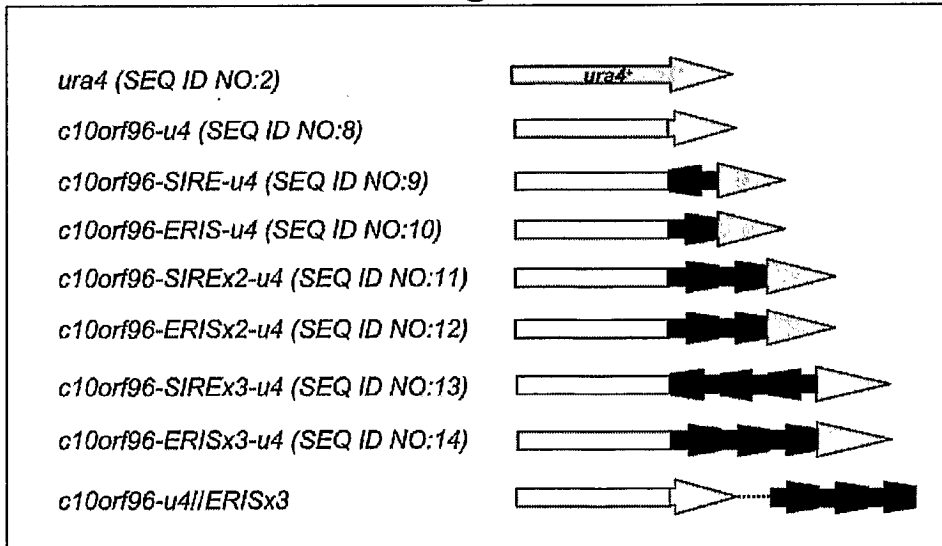 ura4 (SEQ ID NO:2)
ura4+
c10orf96-u4 (SEQ ID NO:8)
c10orf96-SIRE-u4 (SEQ ID NO:9)
c10orf96-ERIS-u4 (SEQ ID NO:10)
c10orf96-SIREx2-u4 (SEQ ID NO:11)
c10orf96-ERISx2-u4 (SEQ ID NO:12)
c10orf96-SIREx3-u4 (SEQ ID NO:13)
c10orf96-ERISx3-u4 (SEQ ID NO:14)
c10orf96-u4//ERISx3